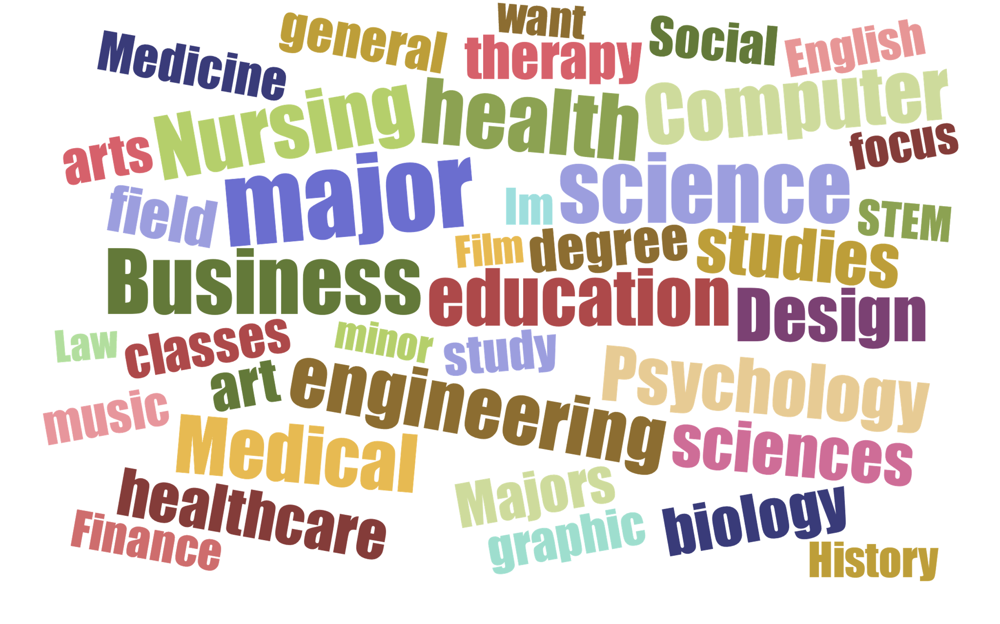 want
general
Social
English
Medicine
therapy
Nursing
health
Computer
arts
focus
major
science
field
Im
STEM
Film
degree
studies
Business
education
Design
Law
classes
minor
study
art
engineering
Psychology
music
Medical
sciences
healthcare
Majors
biology
Finance
graphic
History